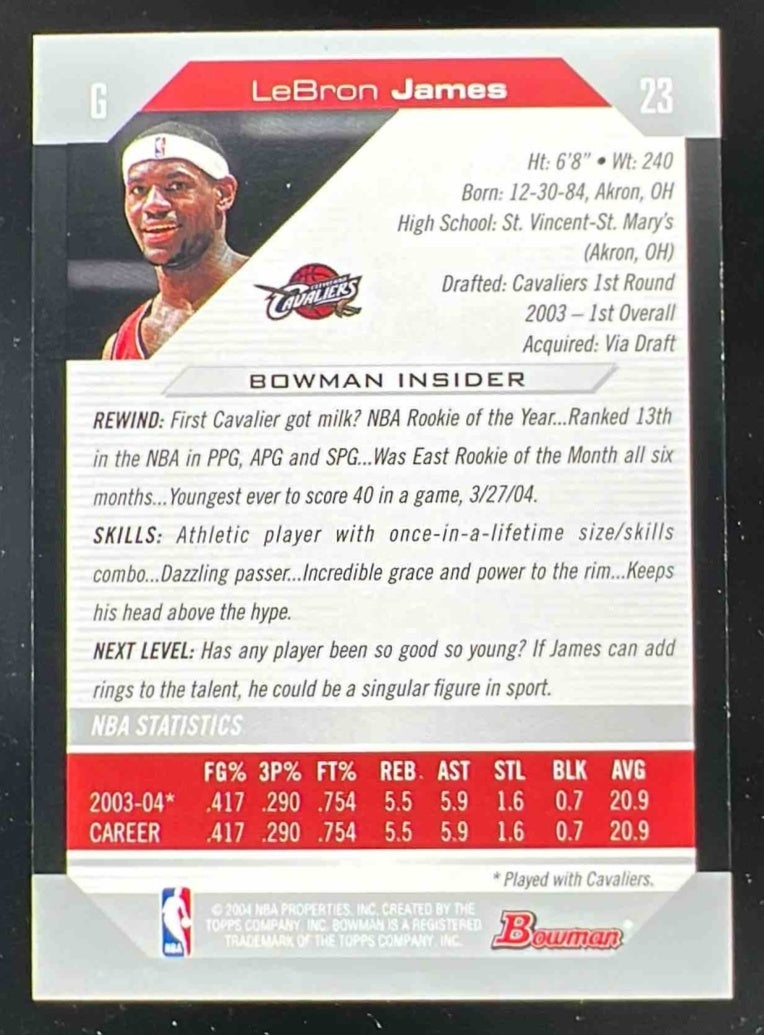 G
LeBron James
23
Ht: 6'8" • Wt: 240
Born: 12-30-84, Akron, OH
High School: St. Vincent-St. Mary's
(Akron, OH)
Drafted: Cavaliers 1st Round
2003 – 1st Overall
Acquired: Via Draft
CLEVELAND
CAVALIERS
BOWMAN INSIDER
REWIND: First Cavalier got milk? NBA Rookie of the Year...Ranked 13th
in the NBA in PPG, APG and SPG...Was East Rookie of the Month all six
months...Youngest ever to score 40 in a game, 3/27/04.
SKILLS: Athletic player with once-in-a-lifetime size/skills
combo...Dazzling passer...Incredible grace and power to the rim...Keeps
his head above the hype.
NEXT LEVEL: Has any player been so good so young? If James can add
rings to the talent, he could be a singular figure in sport.
NBA STATISTICS
FG% 3P% FT% REB. AST STL BLK AVG
2003-04* .417 .290 .754 5.5 5.9 1.6 0.7 20.9
CAREER .417 .290 .754 5.5 5.9 1.6 0.7 20.9
* Played with Cavaliers.
NBA
© 2004 NBA PROPERTIES, INC. CREATED BY THE
TOPPS COMPANY, INC. BOWMAN IS A REGISTERED
TRADEMARK OF THE TOPPS COMPANY, INC.
Bowman